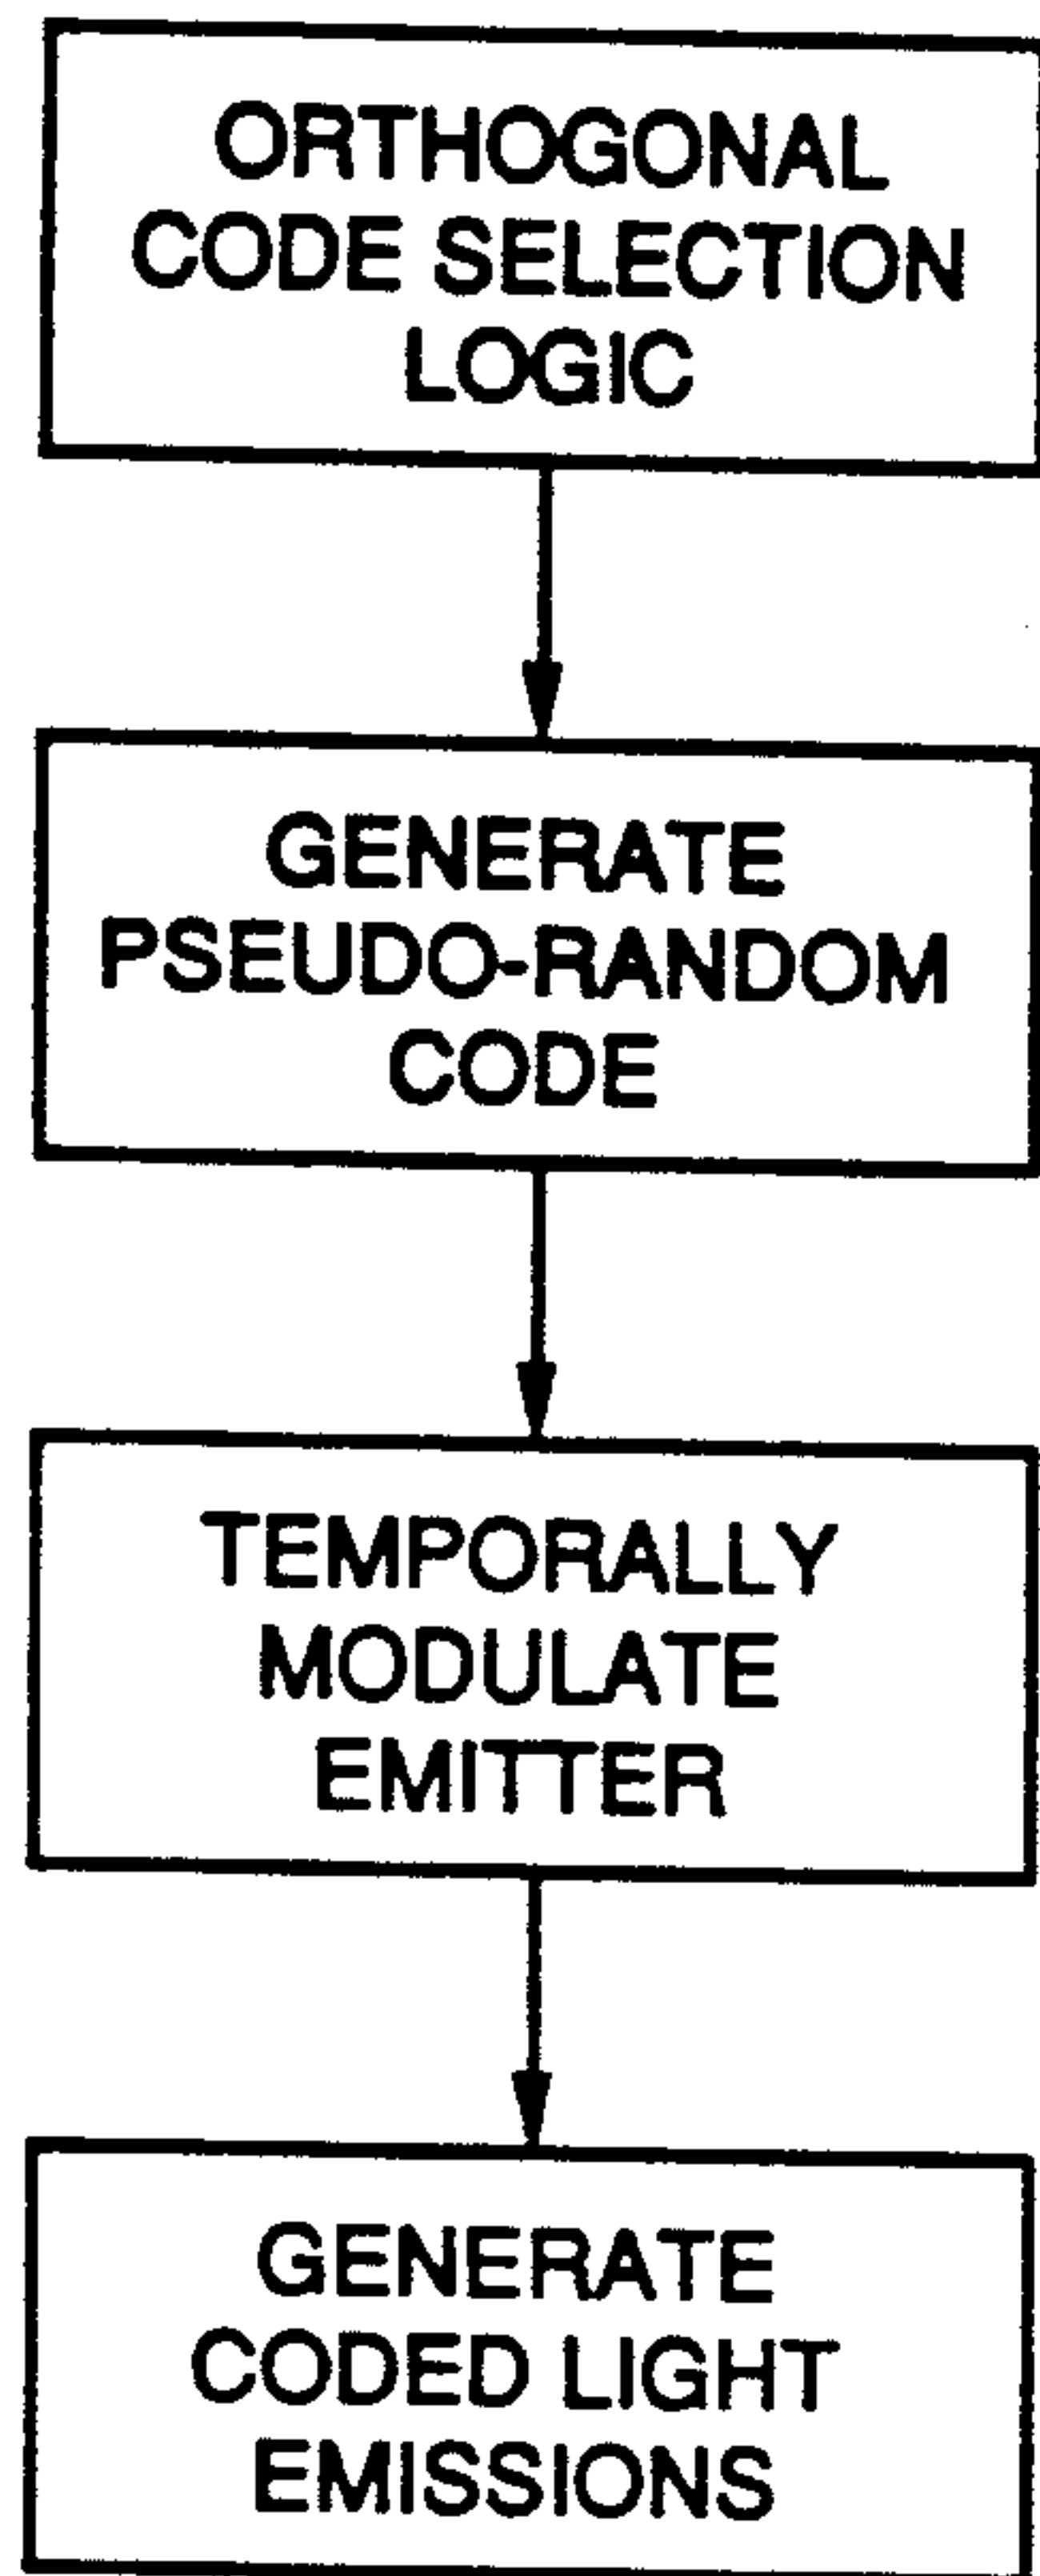 ORTHOGONAL
CODE SELECTION
LOGIC
GENERATE
PSEUDO-RANDOM
CODE
TEMPORALLY
MODULATE
EMITTER
GENERATE
CODED LIGHT
EMISSIONS